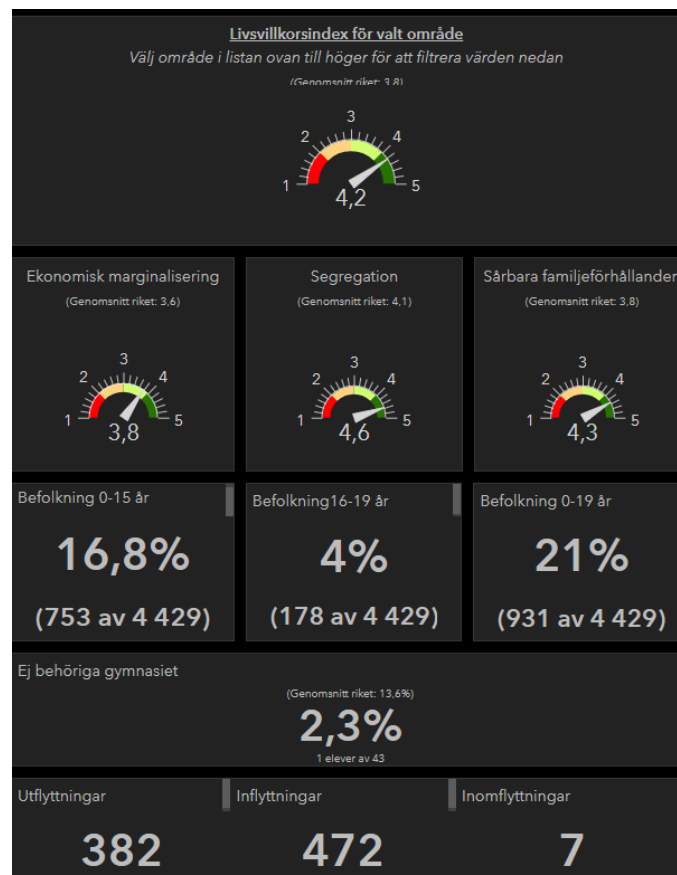 Livsvillkorsindex för valt område
Välj område i listan ovan till höger för att filtrera värden nedan
(Genomsnitt riket: 3,8)
3
2 4
1 5
4,2
Ekonomisk marginalisering
(Genomsnitt riket: 3,6)
3
2 4
1 5
3,8
Segregation
(Genomsnitt riket: 4,1)
3
2 4
1 5
4,6
Sårbara familjeförhållanden
(Genomsnitt riket: 3,8)
3
2 4
1 5
4,3
Befolkning 0-15 år
16,8%
(753 av 4 429)
Befolkning16-19 år
4%
(178 av 4 429)
Befolkning 0-19 år
21%
(931 av 4 429)
Ej behöriga gymnasiet
(Genomsnitt riket: 13,6%)
2,3%
1 elever av 43
Utflyttningar
382
Inflyttningar
472
Inomflyttningar
7